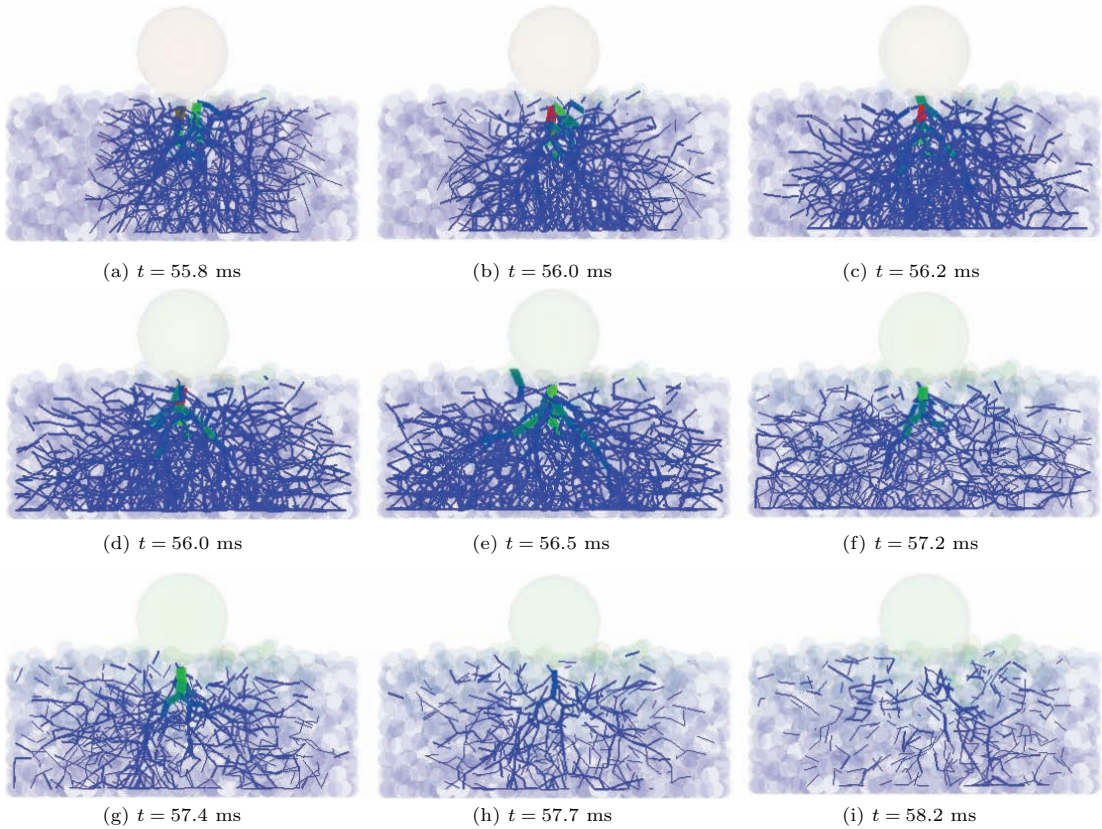 (a) t = 55.8 ms
(b) t = 56.0 ms
(c) t = 56.2 ms
(d) t = 56.0 ms
(e) t = 56.5 ms
(f) t = 57.2 ms
(g) t = 57.4 ms
(h) t = 57.7 ms
(i) t = 58.2 ms